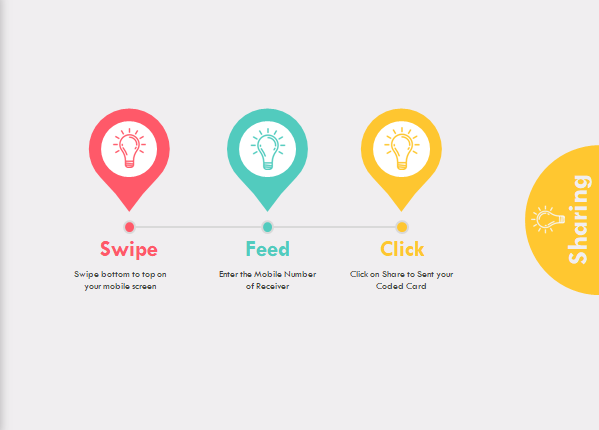 Swipe
Swipe bottom to top on
your mobile screen
Feed
Enter the Mobile Number
of Receiver
Click
Click on Share to Sent your
Coded Card
Sharing